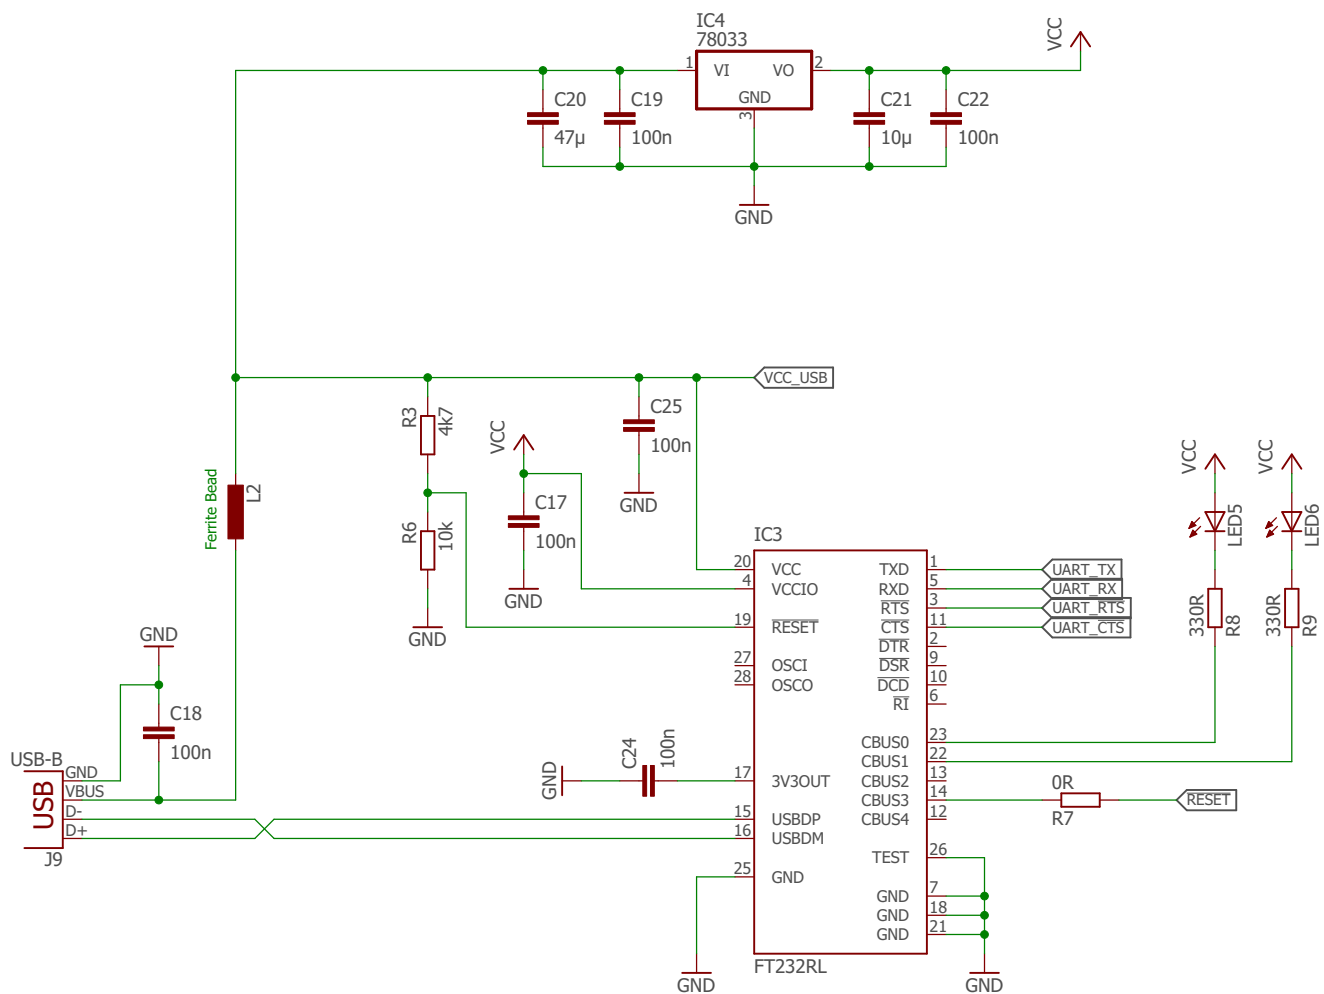 IC4
78033
VCC
1
VI
VO
2
GND
3
C20
47µ
C19
100n
C21
10µ
C22
100n
GND
VCC_USB
R3
4k7
C25
100n
GND
VCC
C17
100n
GND
R6
10k
GND
Ferrite Bead
L2
VCC
LED5
330R
R8
VCC
LED6
330R
R9
IC3
20
VCC
4
VCCIO
19
RESET
27
OSCI
28
OSCO
17
3V3OUT
15
USBDP
16
USBDM
25
GND
TXD
1
UART_TX
RXD
5
UART_RX
RTS
3
UART_RTS
CTS
11
UART_CTS
DTR
2
DSR
9
DCD
10
RI
6
CBUS0
23
CBUS1
22
CBUS2
13
CBUS3
14
CBUS4
12
0R
R7
RESET
TEST
26
GND
7
GND
18
GND
21
FT232RL
GND
GND
GND
C24
100n
GND
C18
100n
USB-B
USB
GND
VBUS
D-
D+
J9